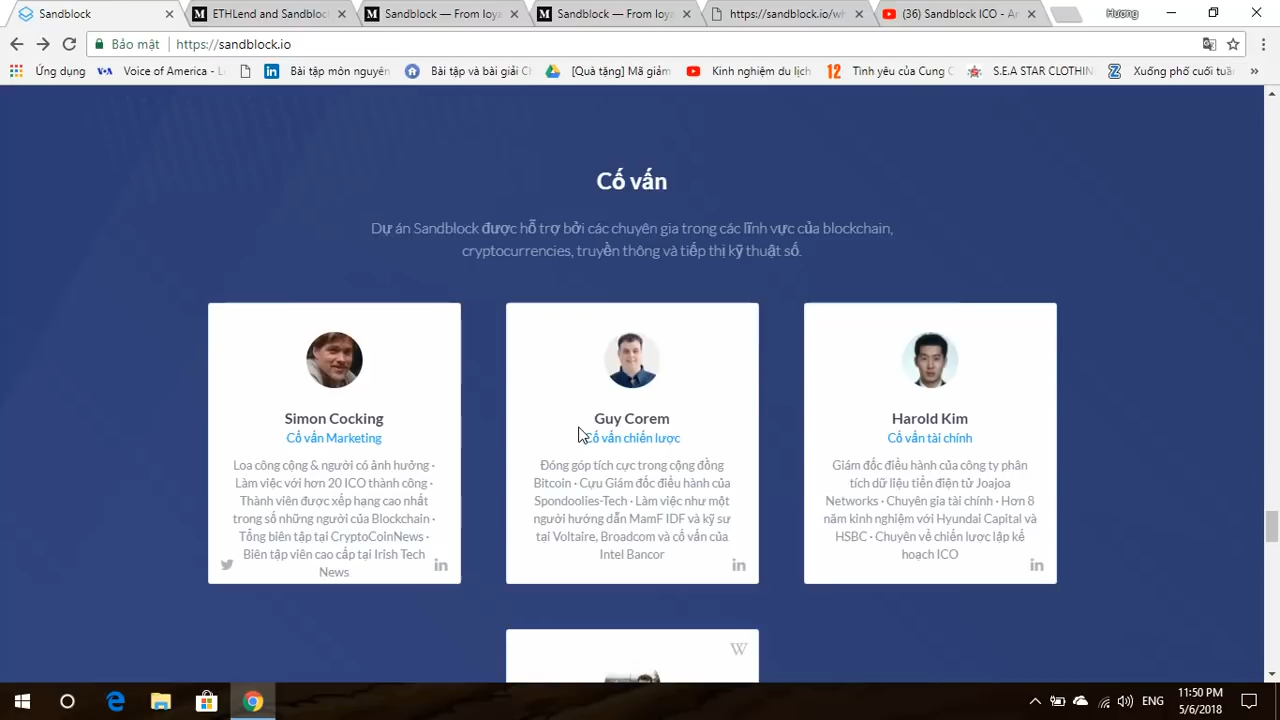 Sandblock
ETHLend and Sandbloc
Sandblock — From loya
Sandblock — From loya
https://sandblock.io/wh
(36) Sandblock ICO - An
Hương
Bảo mật
https://sandblock.io
Ứng dụng
Voice of America - L
Bài tập môn nguyên
Bài tập và bài giải Ch
[Quà tặng] Mã giảm
Kinh nghiệm du lịch
Tình yêu của Cung C
S.E.A STAR CLOTHIN
Xuống phố cuối tuần
Cố vấn
Dự án Sandblock được hỗ trợ bởi các chuyên gia trong các lĩnh vực của blockchain,
cryptocurrencies, truyền thông và tiếp thị kỹ thuật số.
Simon Cocking
Cố vấn Marketing
Loa công cộng & người có ảnh hưởng ·
Làm việc với hơn 20 ICO thành công ·
Thành viên được xếp hạng cao nhất
trong số những người của Blockchain ·
Tổng biên tập tại CryptoCoinNews ·
Biên tập viên cao cấp tại Irish Tech
News
Guy Corem
Cố vấn chiến lược
Đóng góp tích cực trong cộng đồng
Bitcoin · Cựu Giám đốc điều hành của
Spondoolies-Tech · Làm việc như một
người hướng dẫn MamF IDF và kỹ sư
tại Voltaire, Broadcom và cố vấn của
Intel Bancor
Harold Kim
Cố vấn tài chính
Giám đốc điều hành của công ty phân
tích dữ liệu tiền điện tử Joajoa
Networks · Chuyên gia tài chính · Hơn 8
năm kinh nghiệm với Hyundai Capital và
HSBC · Chuyên về chiến lược lập kế
hoạch ICO
W
ENG
11:50 PM
5/6/2018